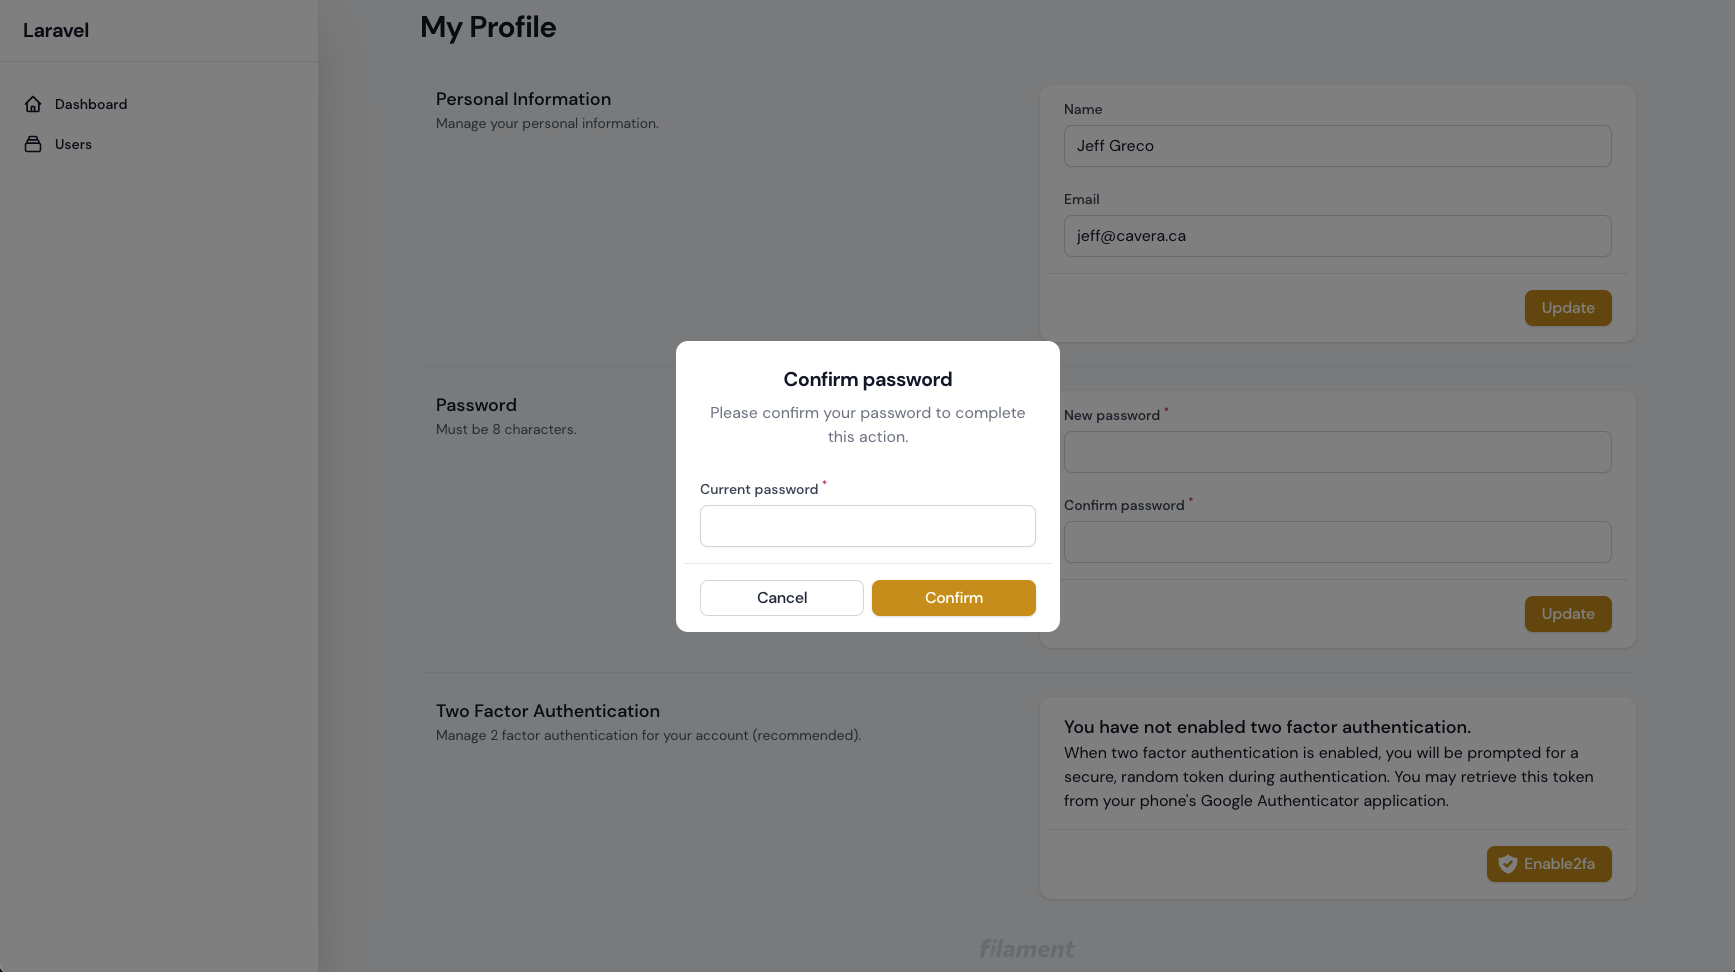 Laravel
Dashboard
Users
My Profile
Personal Information
Manage your personal information.
Name
Jeff Greco
Email
jeff@cavera.ca
Update
Password
Must be 8 characters.
New password *
Confirm password *
Update
Confirm password
Please confirm your password to complete
this action.
Current password *
Cancel
Confirm
Two Factor Authentication
Manage 2 factor authentication for your account (recommended).
You have not enabled two factor authentication.
When two factor authentication is enabled, you will be prompted for a
secure, random token during authentication. You may retrieve this token
from your phone's Google Authenticator application.
Enable2fa
filament